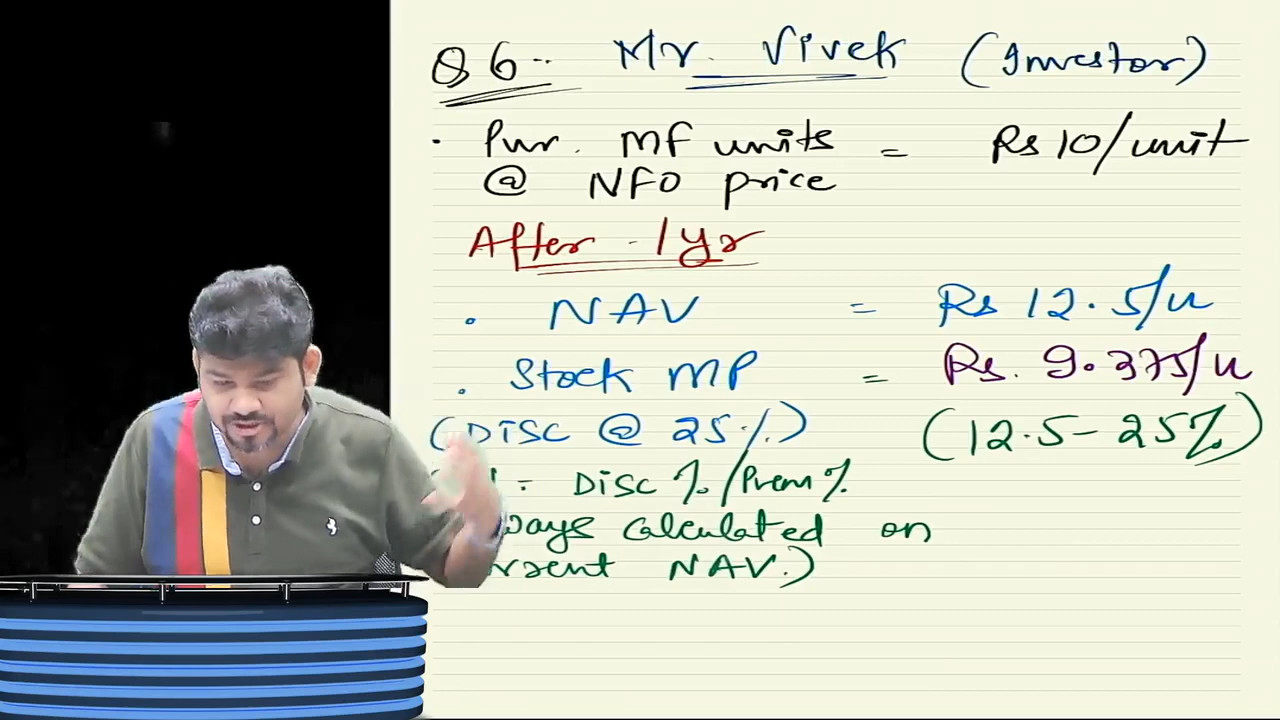 Q 6..
Mr. Vivek (Investor)
• Pur. MF units = Rs 10/unit
@ NFO price
After 1yr
• NAV = Rs 12.5/u
• Stock MP = Rs. 9.375/u
(DISC @ 25%) (12.5 - 25%)
: DISC % / Prem %
calculated on
NAV.)